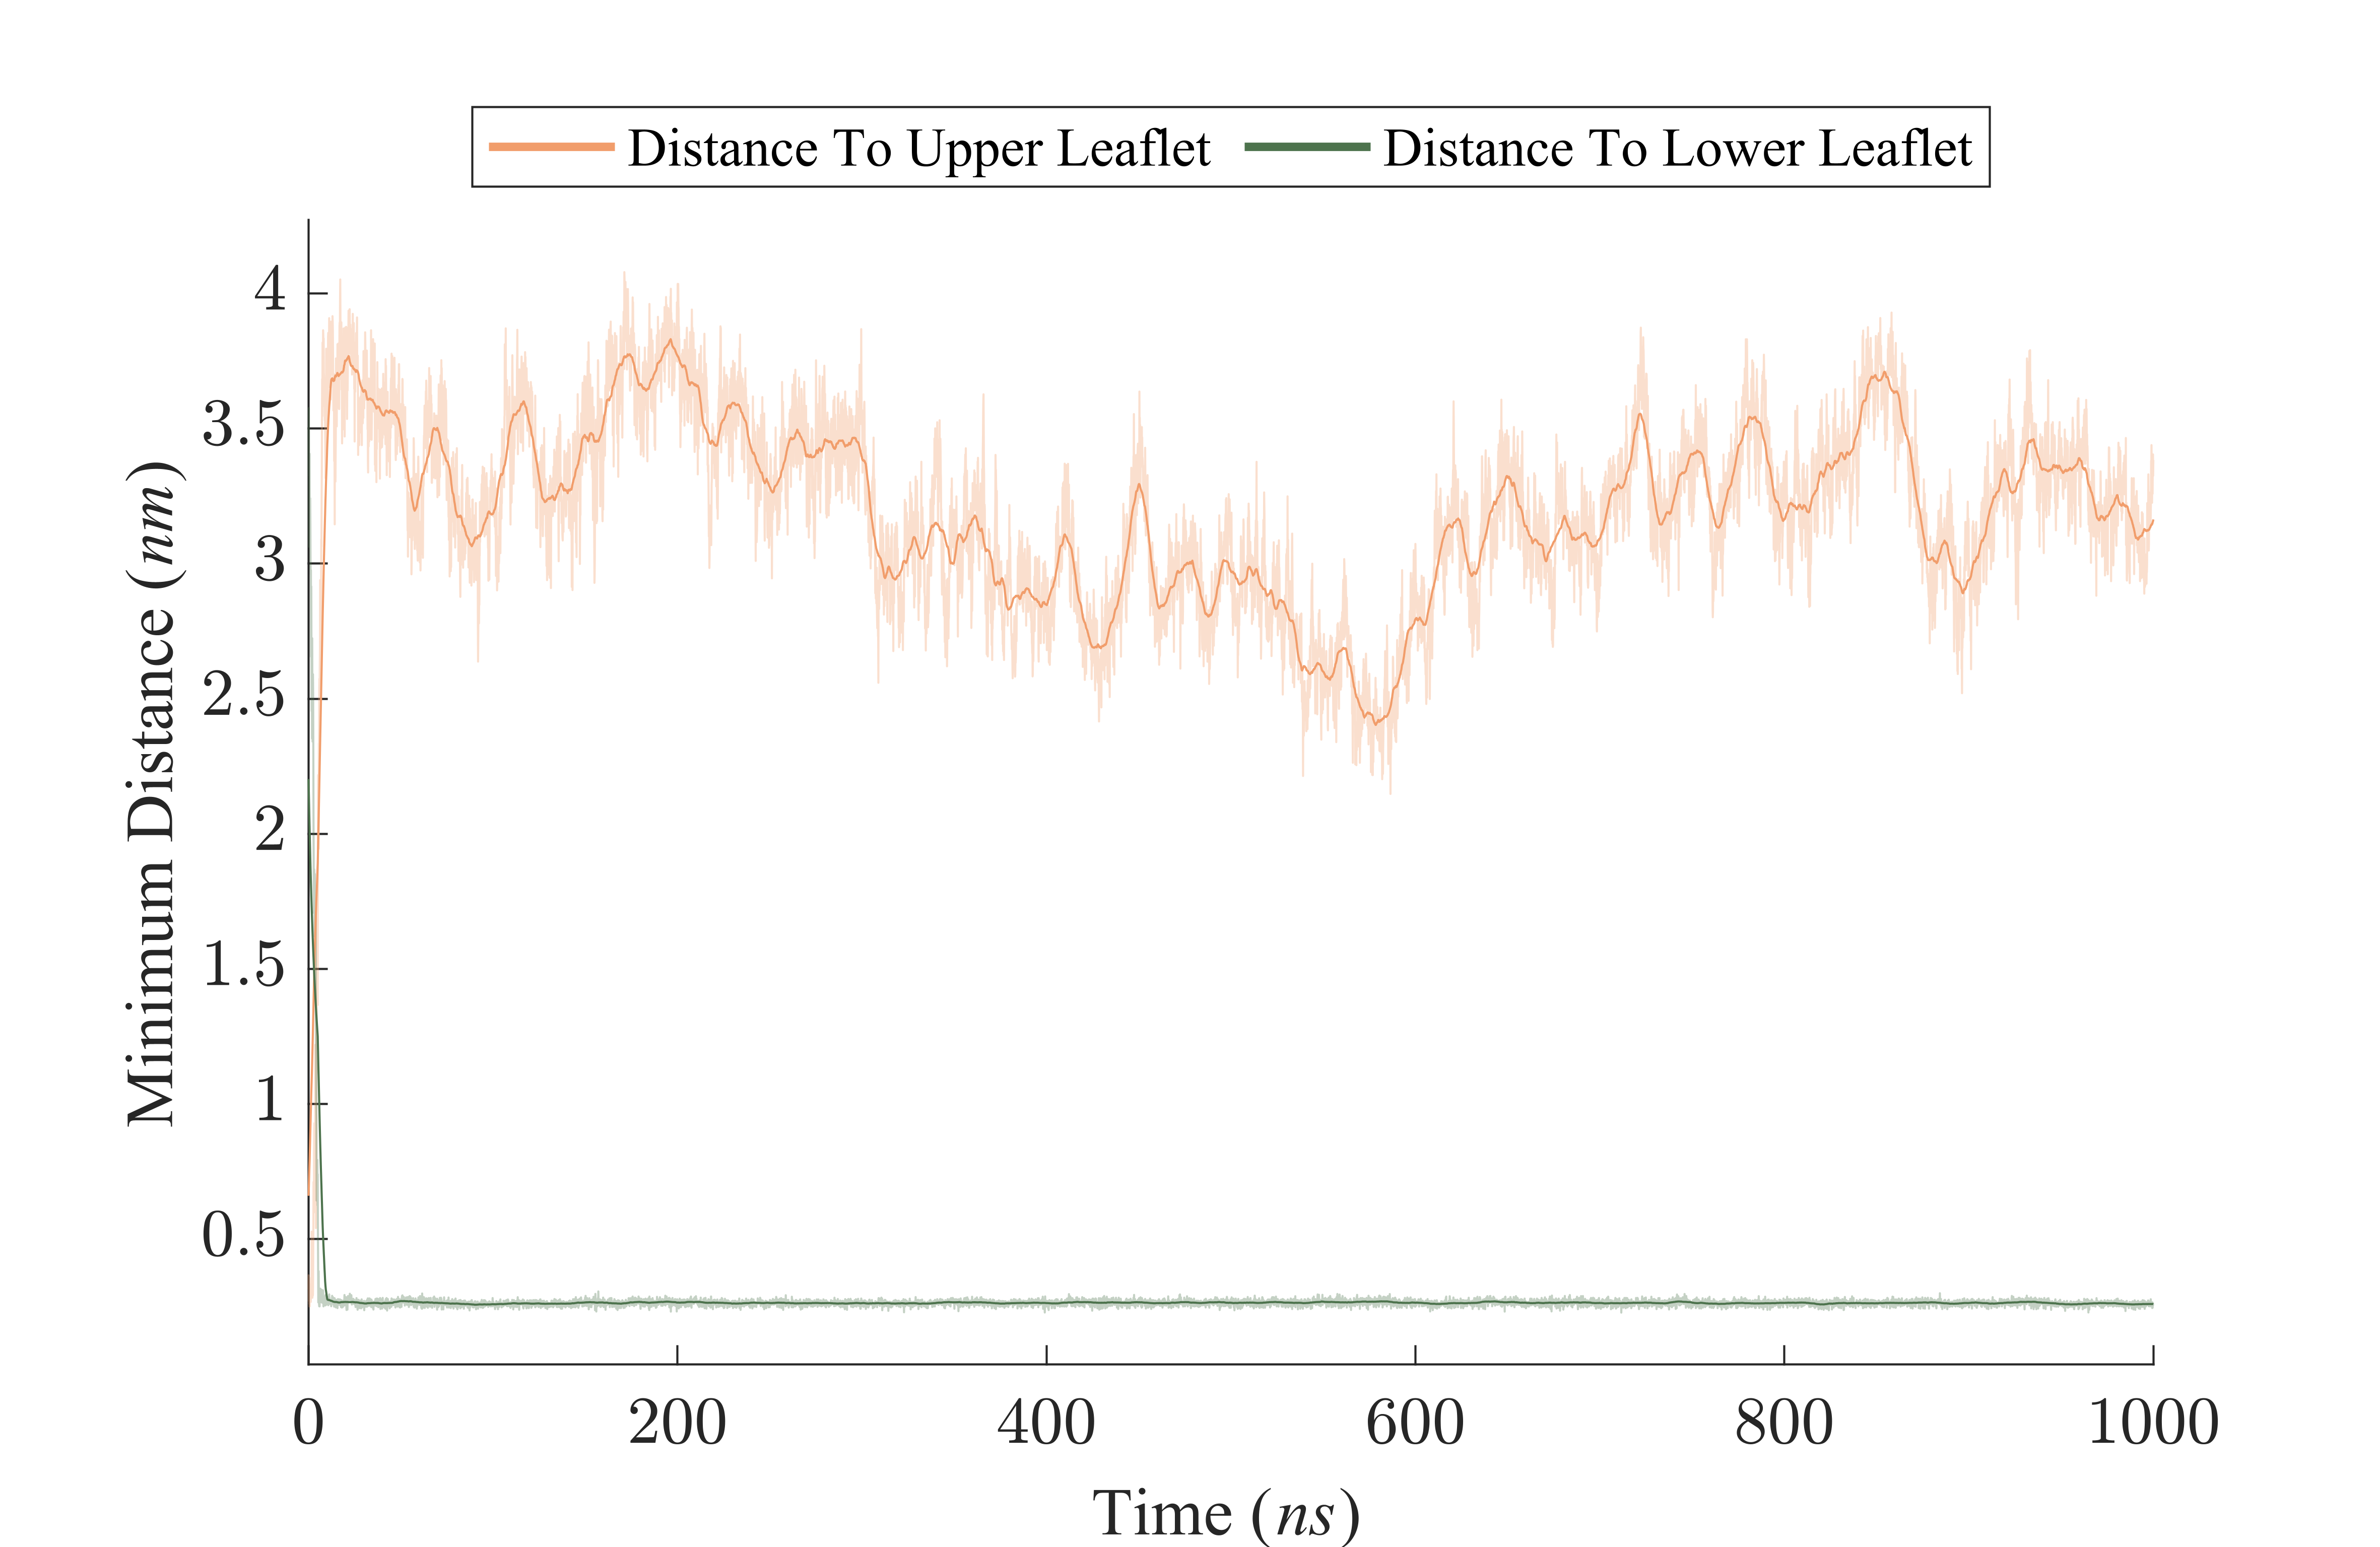 Distance To Upper Leaflet Distance To Lower Leaflet
4
3.5
3
2.5
2
1.5
1
0.5
Minimum Distance (nm)
0 200 400 600 800 1000
Time (ns)